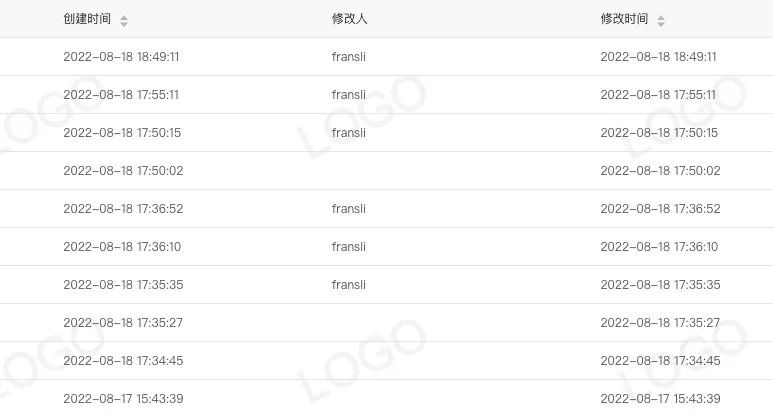 创建时间 修改人 修改时间
2022-08-18 18:49:11 fransli 2022-08-18 18:49:11
2022-08-18 17:55:11 fransli 2022-08-18 17:55:11
LOGO LOGO LOGO
2022-08-18 17:50:15 fransli 2022-08-18 17:50:15
2022-08-18 17:50:02 2022-08-18 17:50:02
2022-08-18 17:36:52 fransli 2022-08-18 17:36:52
2022-08-18 17:36:10 fransli 2022-08-18 17:36:10
2022-08-18 17:35:35 fransli 2022-08-18 17:35:35
2022-08-18 17:35:27 2022-08-18 17:35:27
LOGO LOGO LOGO
2022-08-18 17:34:45 2022-08-18 17:34:45
2022-08-17 15:43:39 2022-08-17 15:43:39